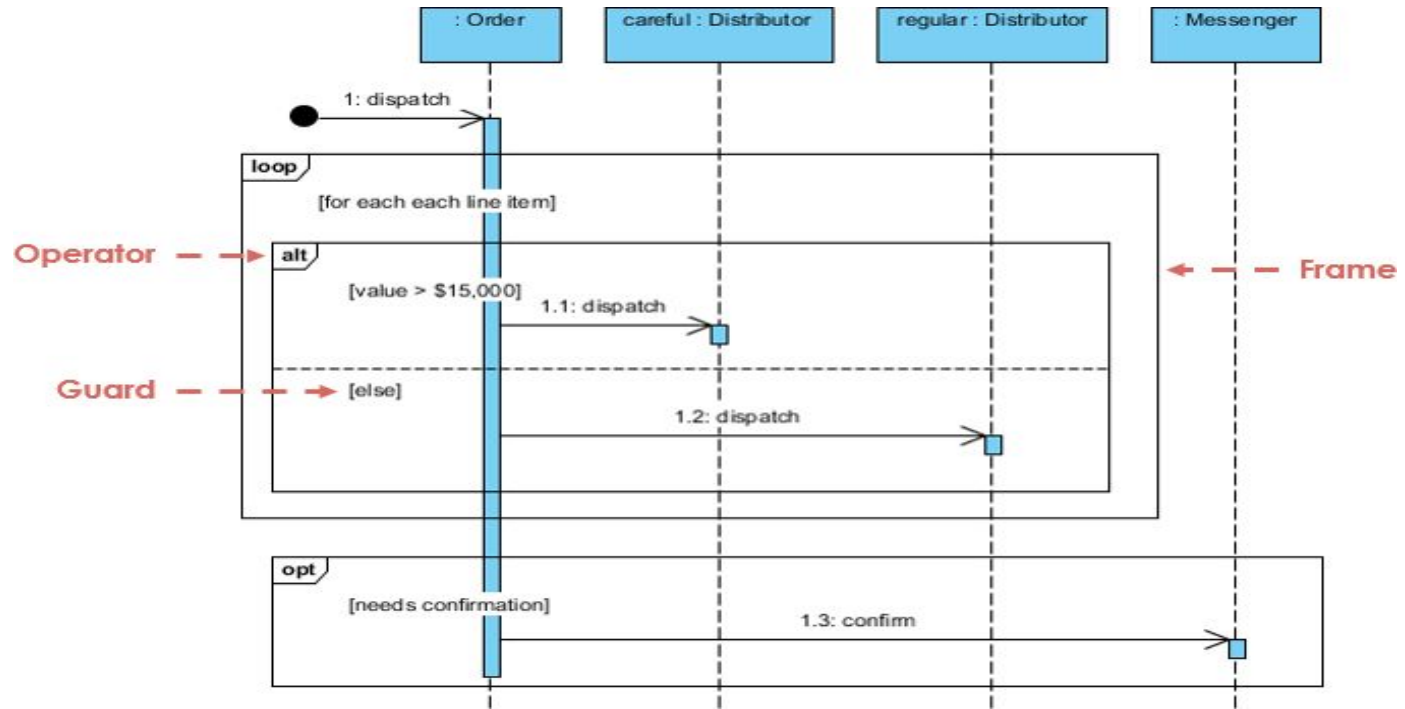 : Order
careful : Distributor
regular : Distributor
: Messenger
1: dispatch
loop
[for each each line item]
Operator
alt
Frame
[value > $15,000]
1.1: dispatch
Guard
[else]
1.2: dispatch
opt
[needs confirmation]
1.3: confirm